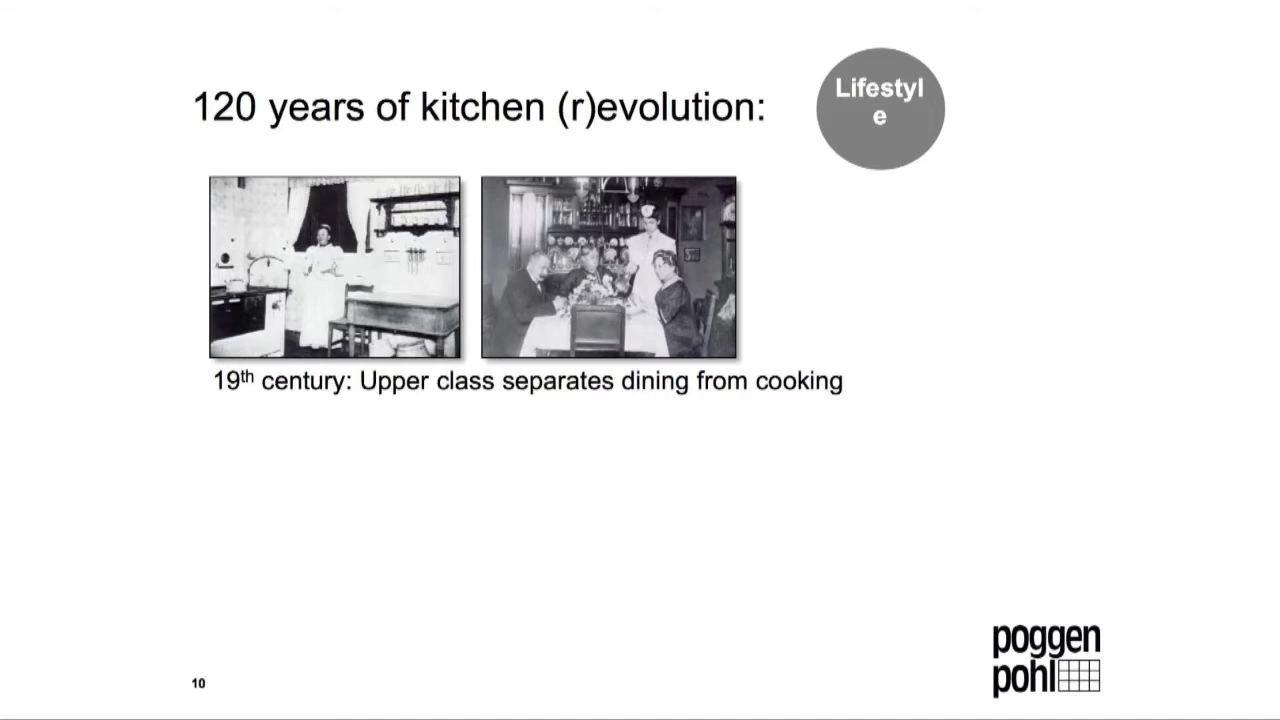 120 years of kitchen (r)evolution:
Lifestyl
e
19th century: Upper class separates dining from cooking
poggen
pohl
10